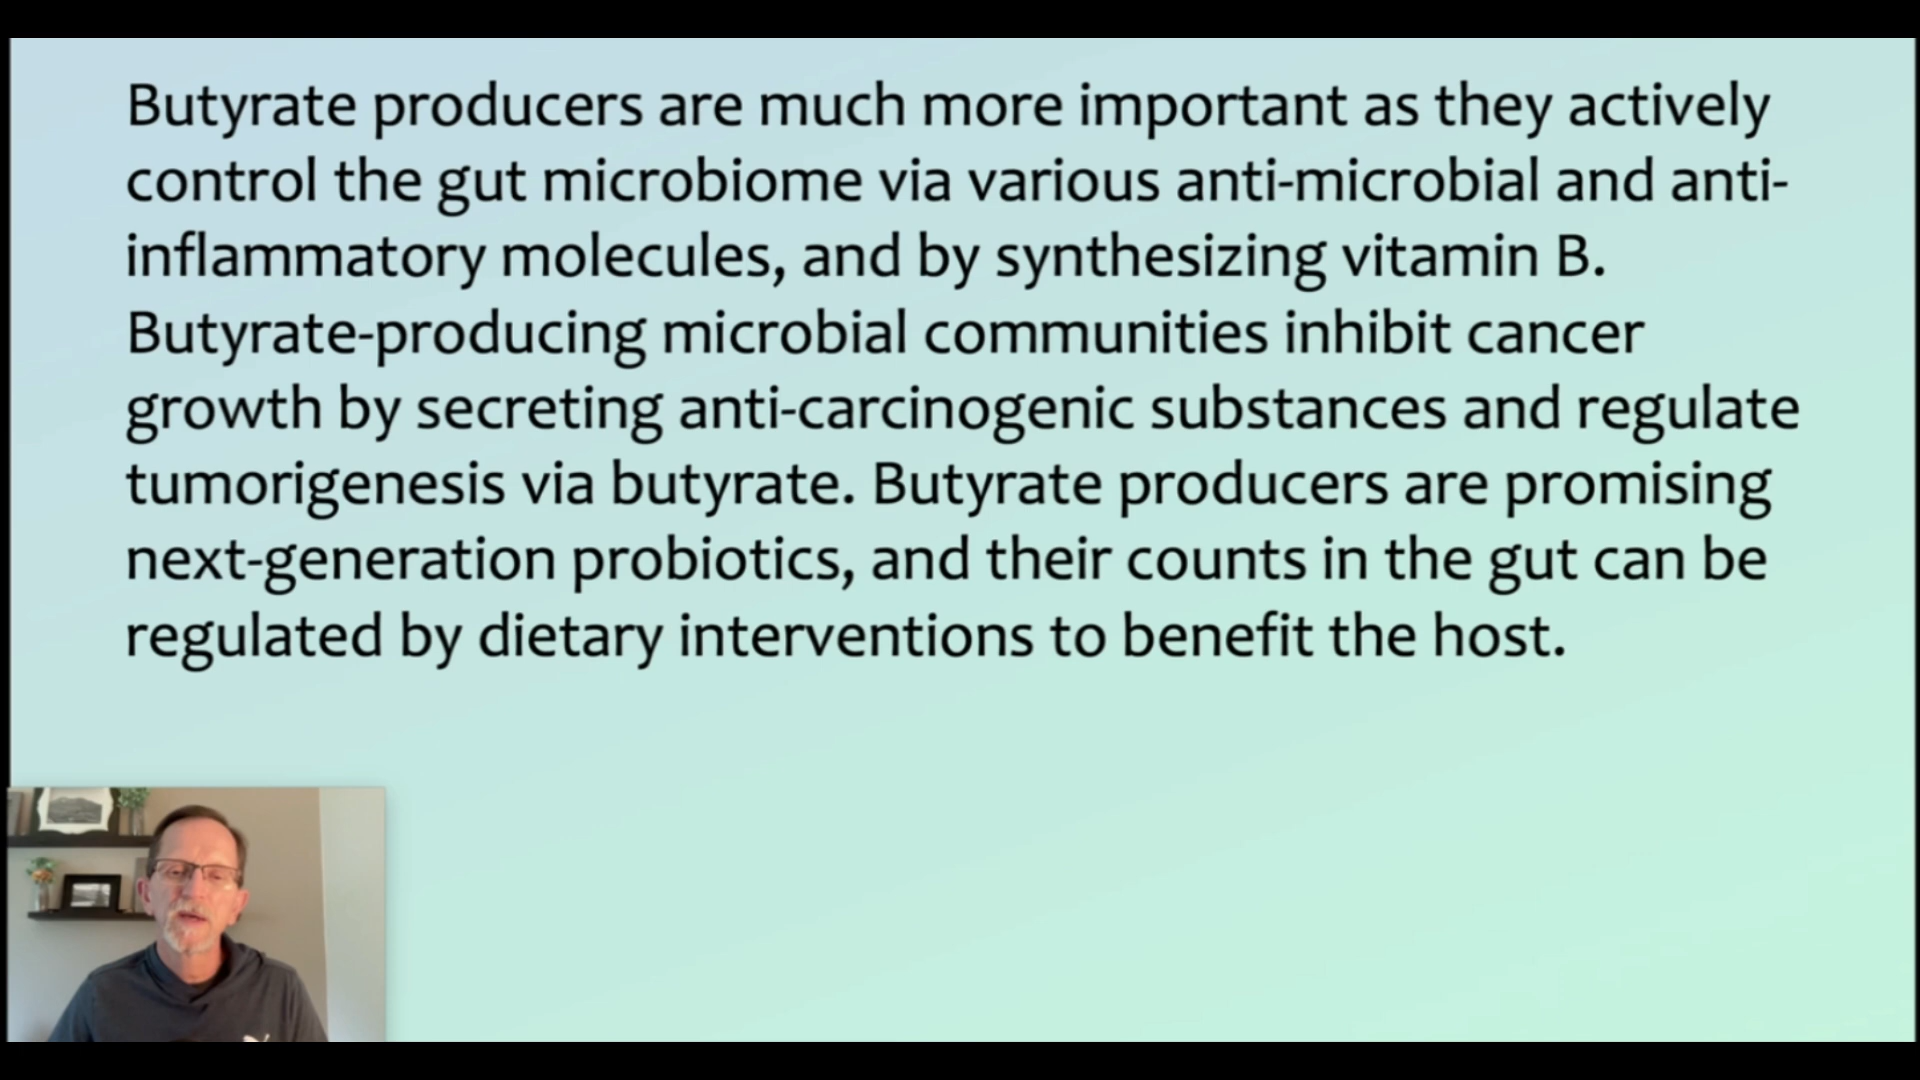 Butyrate producers are much more important as they actively
control the gut microbiome via various anti-microbial and anti-
inflammatory molecules, and by synthesizing vitamin B.
Butyrate-producing microbial communities inhibit cancer
growth by secreting anti-carcinogenic substances and regulate
tumorigenesis via butyrate. Butyrate producers are promising
next-generation probiotics, and their counts in the gut can be
regulated by dietary interventions to benefit the host.